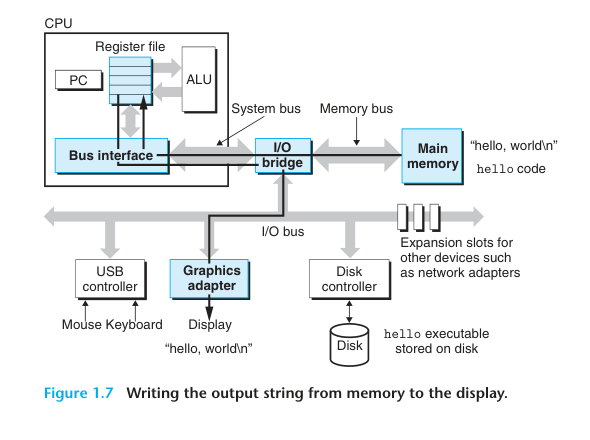 CPU
Register file
PC
ALU
System bus
Memory bus
Bus interface
I/O
bridge
Main
memory
"hello, world\n"
hello code
I/O bus
Expansion slots for
other devices such
as network adapters
USB
controller
Graphics
adapter
Disk
controller
Mouse Keyboard
Display
"hello, world\n"
Disk
hello executable
stored on disk
Figure 1.7 Writing the output string from memory to the display.